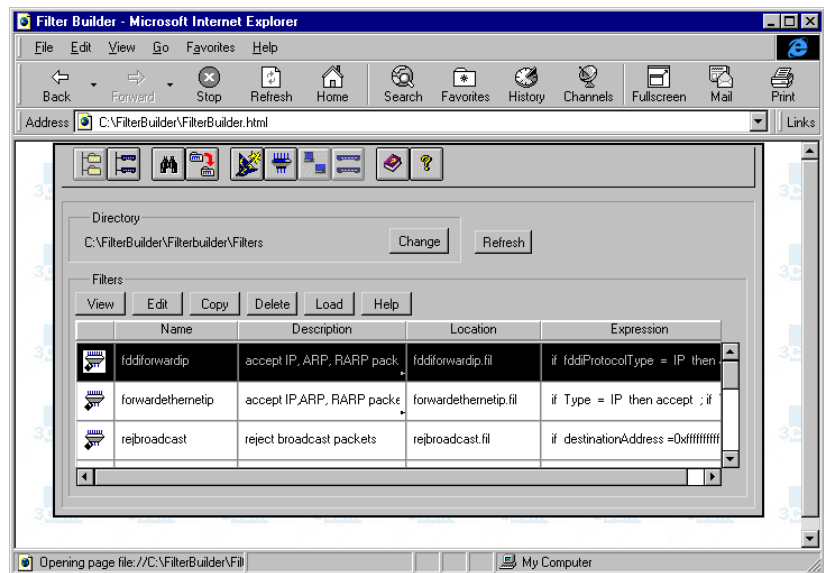 Filter Builder - Microsoft Internet Explorer
File Edit View Go Favorites Help
Back Forward Stop Refresh Home Search Favorites History Channels Fullscreen Mail Print
Address C:\FilterBuilder\FilterBuilder.html Links
Directory
C:\FilterBuilder\Filterbuilder\Filters Change Refresh
Filters
View Edit Copy Delete Load Help
Name Description Location Expression
fddiforwardip accept IP, ARP, RARP pack fddiforwardip.fil if fddiProtocolType = IP then
forwardethernetip accept IP,ARP, RARP packe forwardethernetip.fil if Type = IP then accept ; if
rejbroadcast reject broadcast packets rejbroadcast.fil if destinationAddress =0xffffffffff
Opening page file://C:\FilterBuilder\Fil My Computer